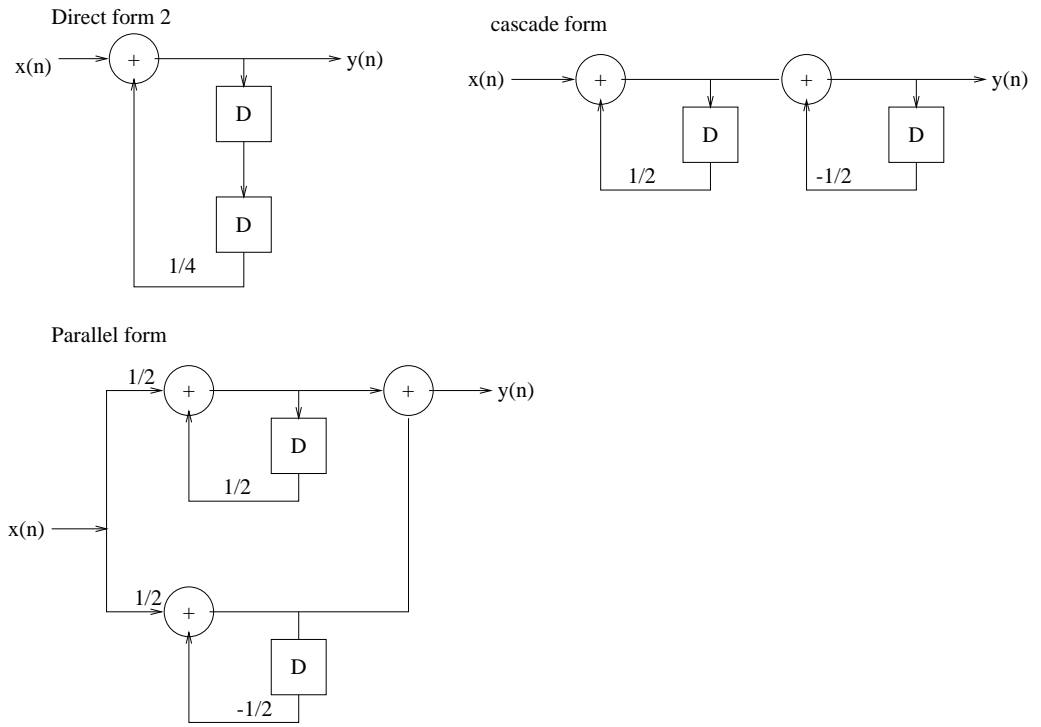 Direct form 2
x(n)
+
y(n)
D
D
1/4
cascade form
x(n)
+
+
y(n)
D
D
1/2
-1/2
Parallel form
1/2
+
+
y(n)
D
1/2
x(n)
1/2
+
D
-1/2